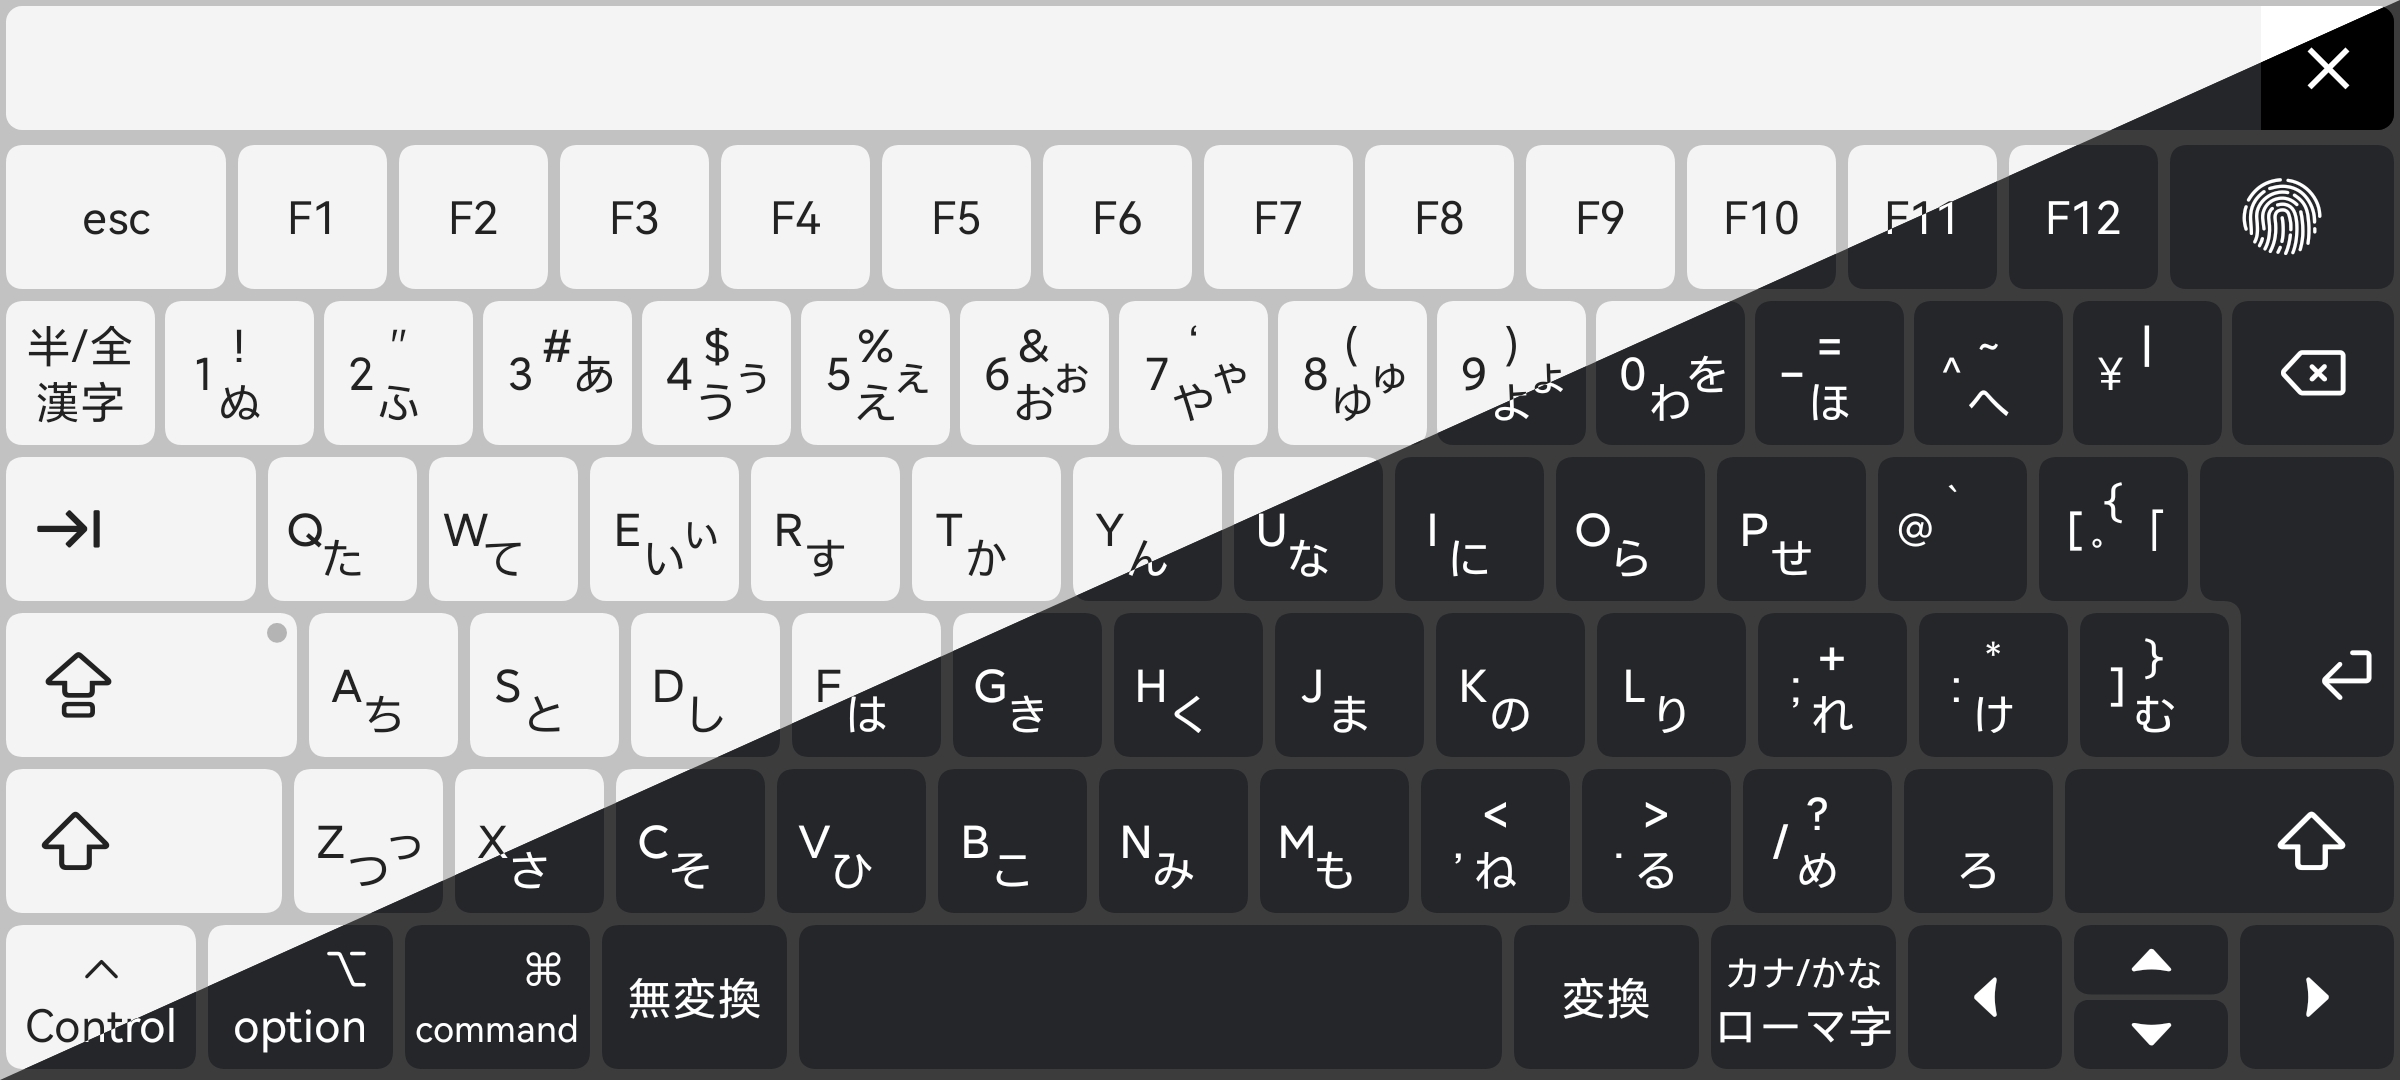 esc F1 F2 F3 F4 F5 F6 F7 F8 F9 F10 F11 F12
半/全 漢字 1 ! ぬ 2 " ふ 3 # あ 4 $ う ぅ 5 % え ぇ 6 & お ぉ 7 ‘ や ゃ 8 ( ゆ ゅ 9 ) よ ょ 0 わ を - = ほ ^ ~ へ ¥ |
Q た W て E い ぃ R す T か Y ん U な I に O ら P せ @ ` [ { 。 「
A ち S と D し F は G き H く J ま K の L り ; + れ : * け ] } む
Z つ っ X さ C そ V ひ B こ N み M も , < ね . > る / ? め ろ
^ Control ⌥ option ⌘ command 無変換 変換 カナ/かな ローマ字